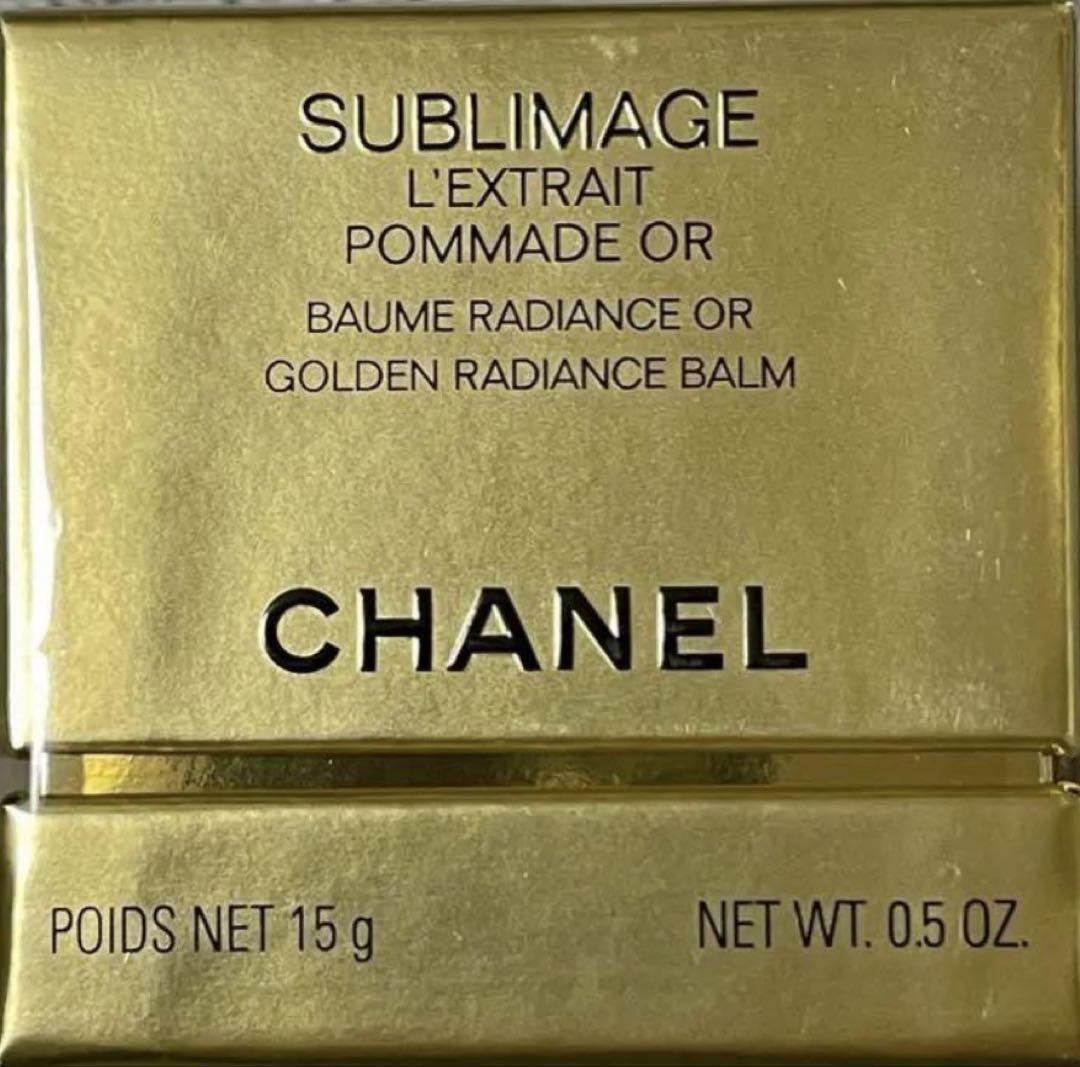 SUBLIMAGE
L'EXTRAIT
POMMADE OR
BAUME RADIANCE OR
GOLDEN RADIANCE BALM
CHANEL
POIDS NET 15 g
NET WT. 0.5 OZ.